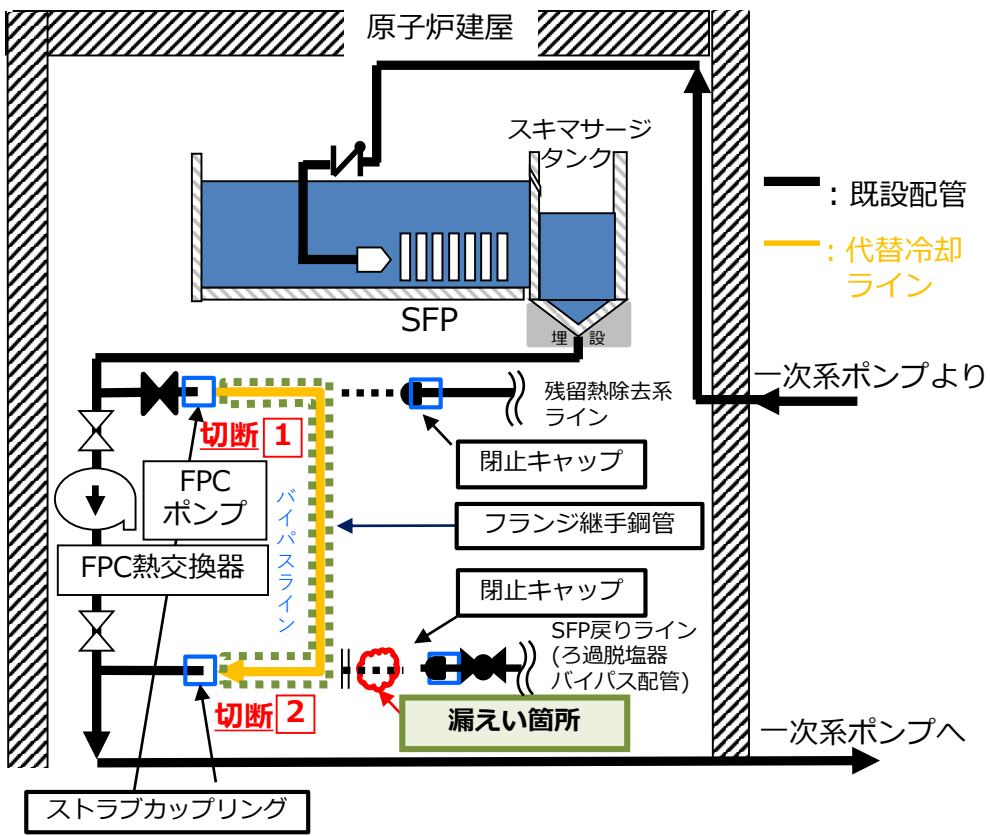 原子炉建屋
スキマサージ
タンク
：既設配管
：代替冷却
ライン
SFP
埋 設
一次系ポンプより
残留熱除去系
ライン
切断 1
閉止キャップ
FPC
ポンプ
バイパスライン
フランジ継手鋼管
FPC熱交換器
閉止キャップ
SFP戻りライン
(ろ過脱塩器
バイパス配管)
切断 2
漏えい箇所
一次系ポンプへ
ストラブカップリング